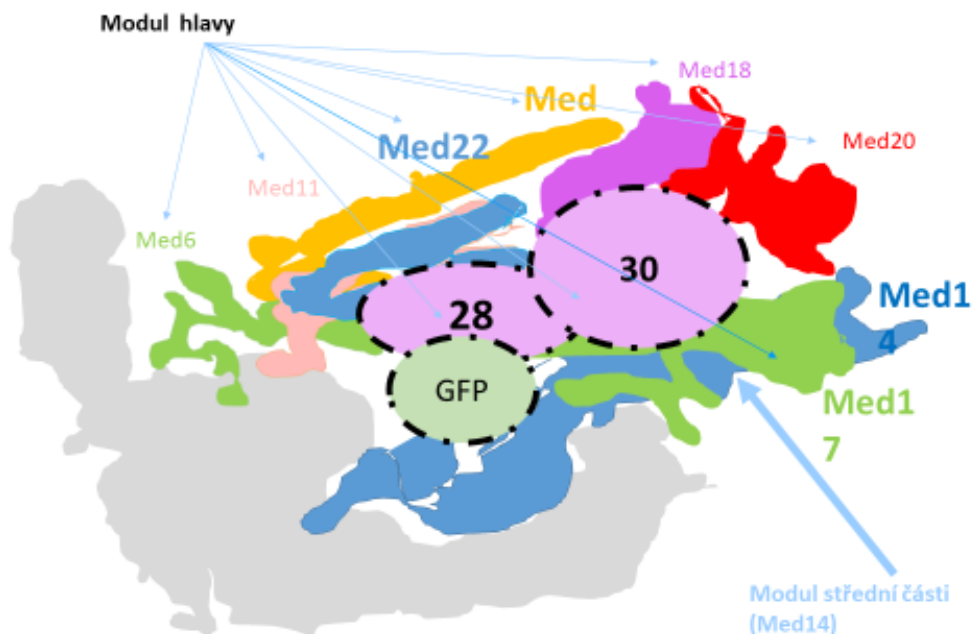 Modul hlavy
Med18
Med
Med22
Med20
Med11
Med6
30
28
Med1
4
GFP
Med1
7
Modul střední části
(Med14)